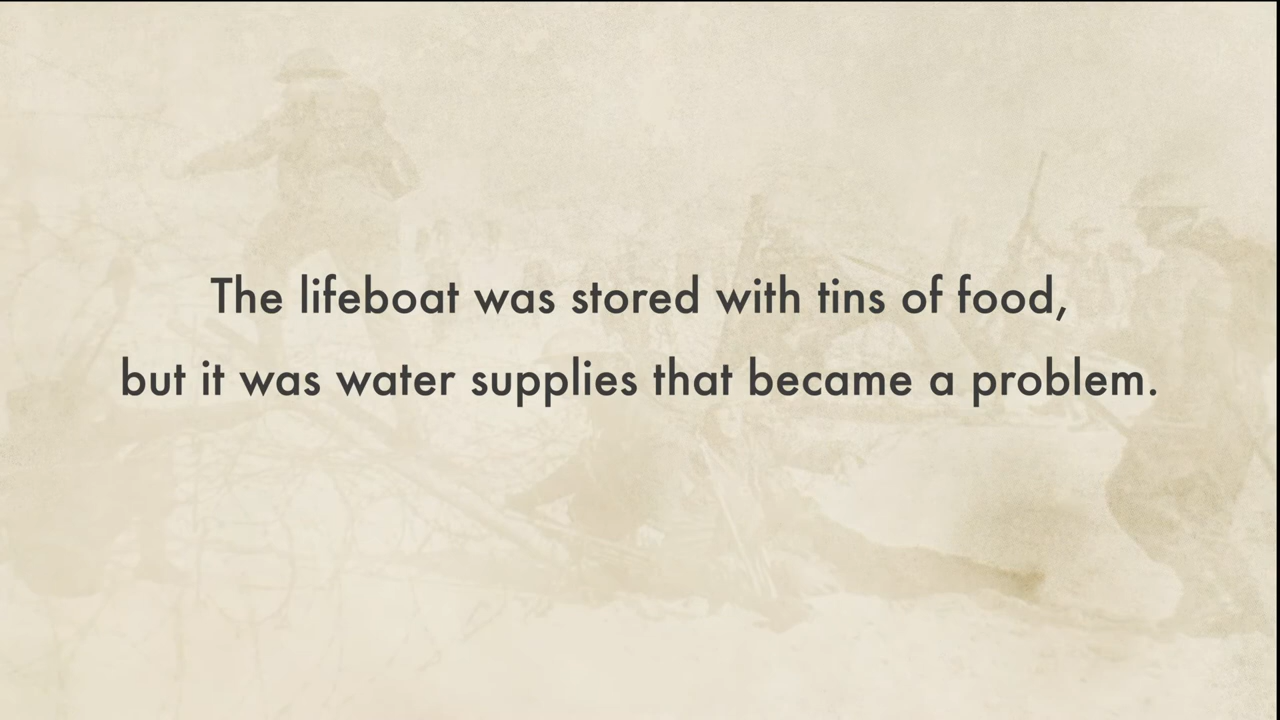 The lifeboat was stored with tins of food,
but it was water supplies that became a problem.